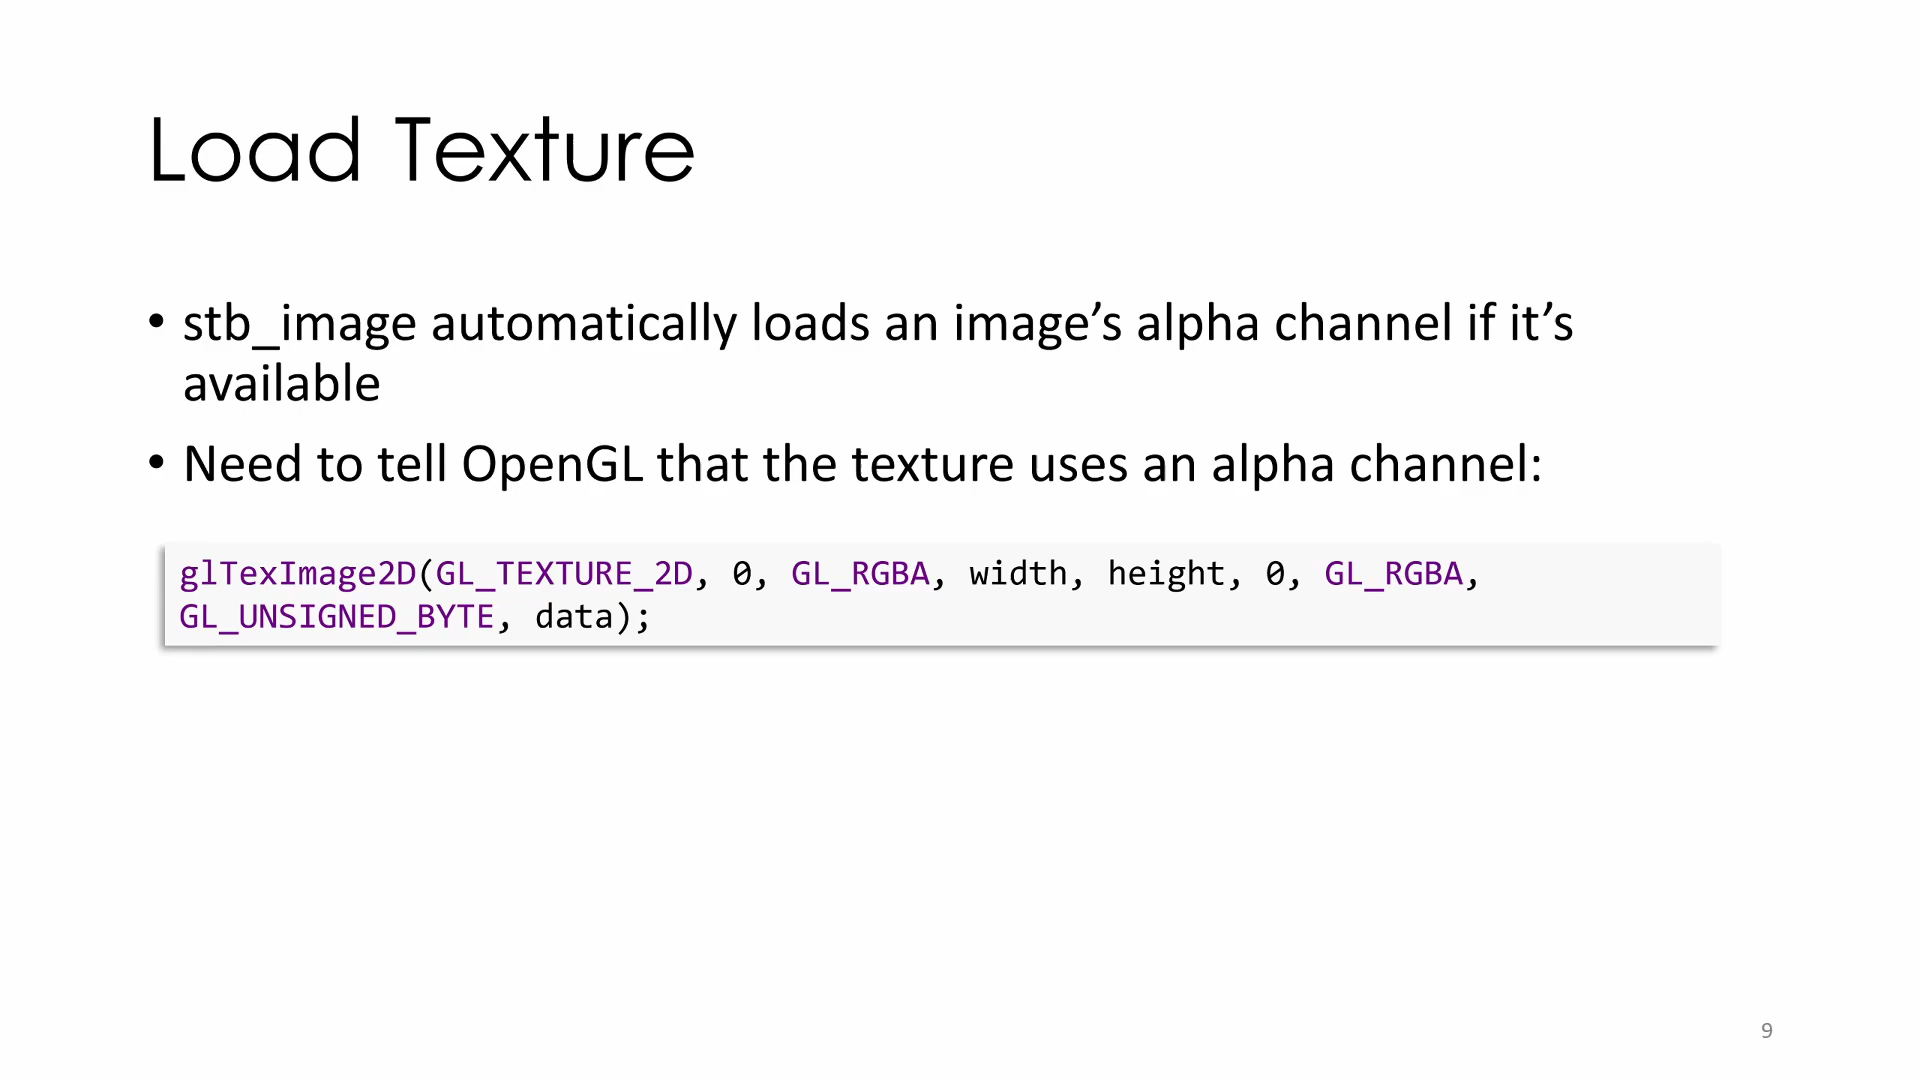 Load Texture
• stb_image automatically loads an image’s alpha channel if it’s
available
• Need to tell OpenGL that the texture uses an alpha channel:
glTexImage2D(GL_TEXTURE_2D, 0, GL_RGBA, width, height, 0, GL_RGBA,
GL_UNSIGNED_BYTE, data);
9